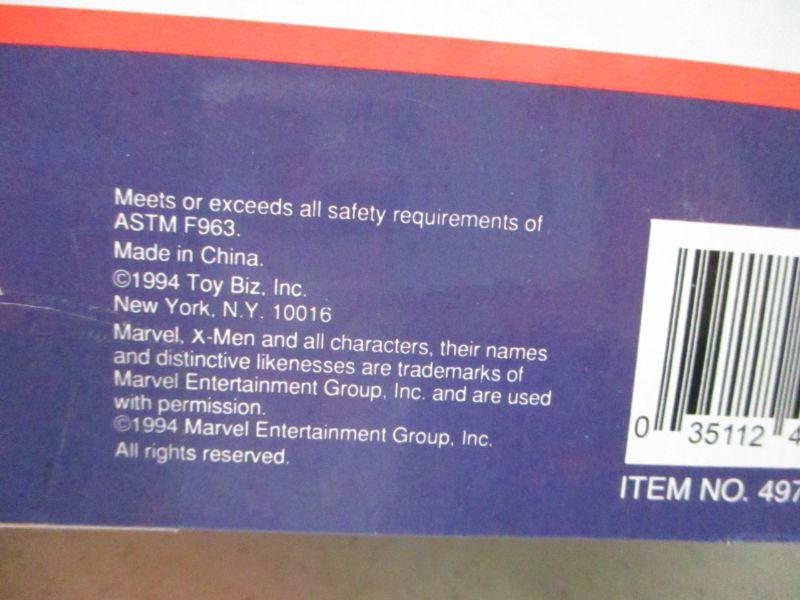 Meets or exceeds all safety requirements of
ASTM F963.
Made in China.
©1994 Toy Biz, Inc.
New York, N.Y. 10016
Marvel, X-Men and all characters, their names
and distinctive likenesses are trademarks of
Marvel Entertainment Group, Inc. and are used
with permission.
©1994 Marvel Entertainment Group, Inc.
All rights reserved.
0 35112 4
ITEM NO. 497